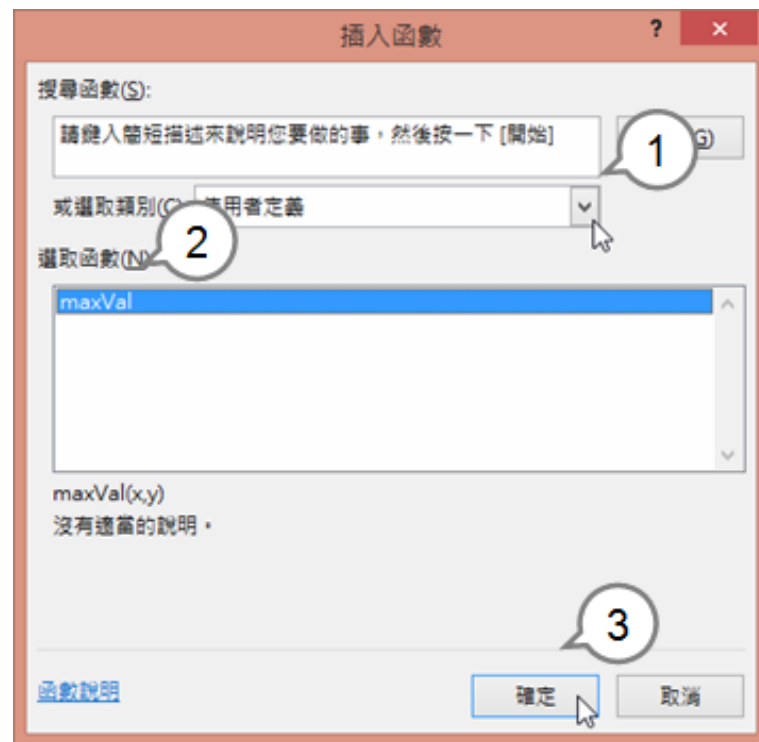 插入函數
?
×
搜尋函數(S):
請鍵入簡短描述來說明您要做的事，然後按一下 [開始]
G)
1
或選取類別(C)
使用者定義
2
選取函數(N)
maxVal
maxVal(x,y)
沒有適當的說明。
3
函數說明
確定
取消